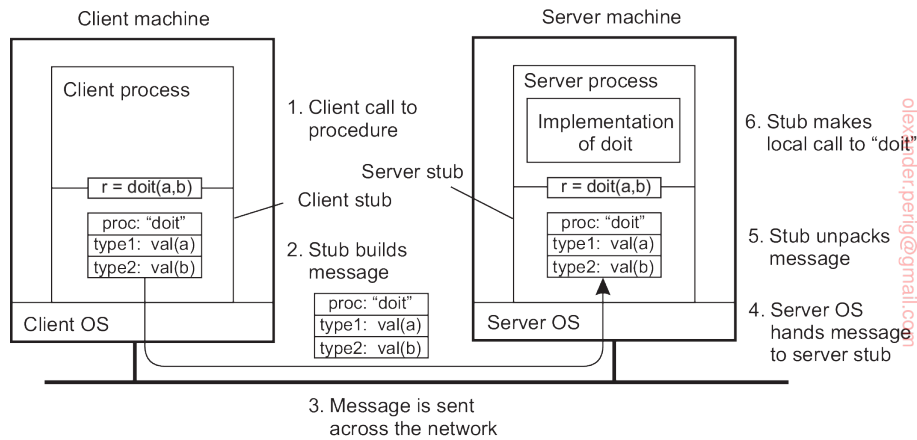 Client machine
Server machine
Client process
1. Client call to
procedure
Server process
Implementation
of doit
6. Stub makes
local call to “doit”
Server stub
r = doit(a,b)
Client stub
r = doit(a,b)
proc: “doit”
type1: val(a)
type2: val(b)
2. Stub builds
message
proc: “doit”
type1: val(a)
type2: val(b)
proc: “doit”
type1: val(a)
type2: val(b)
5. Stub unpacks
message
Client OS
Server OS
4. Server OS
hands message
to server stub
3. Message is sent
across the network
olexander.perig@gmail.com